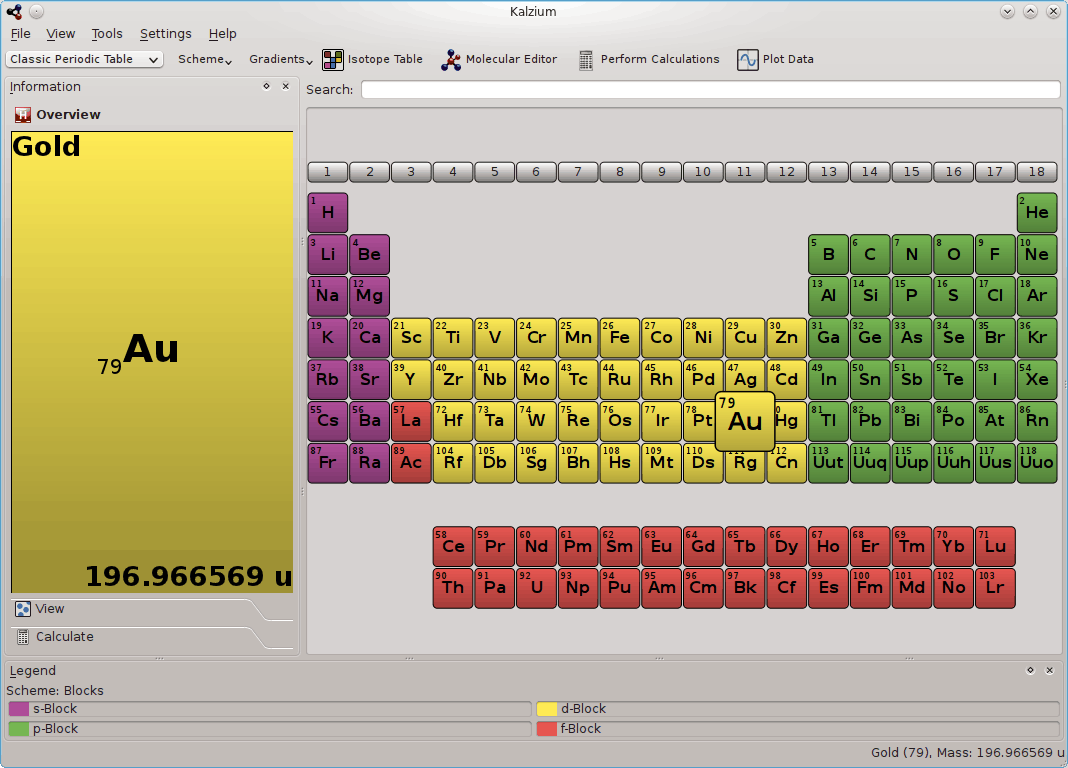 Kalzium
File View Tools Settings Help
Classic Periodic Table Scheme Gradients Isotope Table Molecular Editor Perform Calculations Plot Data
Information
Search:
Overview
Gold
79Au
196.966569 u
View
Calculate
1 2 3 4 5 6 7 8 9 10 11 12 13 14 15 16 17 18
1 H 2 He
3 Li 4 Be 5 B 6 C 7 N 8 O 9 F 10 Ne
11 Na 12 Mg 13 Al 14 Si 15 P 16 S 17 Cl 18 Ar
19 K 20 Ca 21 Sc 22 Ti 23 V 24 Cr 25 Mn 26 Fe 27 Co 28 Ni 29 Cu 30 Zn 31 Ga 32 Ge 33 As 34 Se 35 Br 36 Kr
37 Rb 38 Sr 39 Y 40 Zr 41 Nb 42 Mo 43 Tc 44 Ru 45 Rh 46 Pd 47 Ag 48 Cd 49 In 50 Sn 51 Sb 52 Te 53 I 54 Xe
55 Cs 56 Ba 57 La 72 Hf 73 Ta 74 W 75 Re 76 Os 77 Ir 78 Pt 79 Au Hg 81 Tl 82 Pb 83 Bi 84 Po 85 At 86 Rn
87 Fr 88 Ra 89 Ac 104 Rf 105 Db 106 Sg 107 Bh 108 Hs 109 Mt 110 Ds Rg 112 Cn 113 Uut 114 Uuq 115 Uup 116 Uuh 117 Uus 118 Uuo
58 Ce 59 Pr 60 Nd 61 Pm 62 Sm 63 Eu 64 Gd 65 Tb 66 Dy 67 Ho 68 Er 69 Tm 70 Yb 71 Lu
90 Th 91 Pa 92 U 93 Np 94 Pu 95 Am 96 Cm 97 Bk 98 Cf 99 Es 100 Fm 101 Md 102 No 103 Lr
Legend
Scheme: Blocks
s-Block d-Block
p-Block f-Block
Gold (79), Mass: 196.966569 u